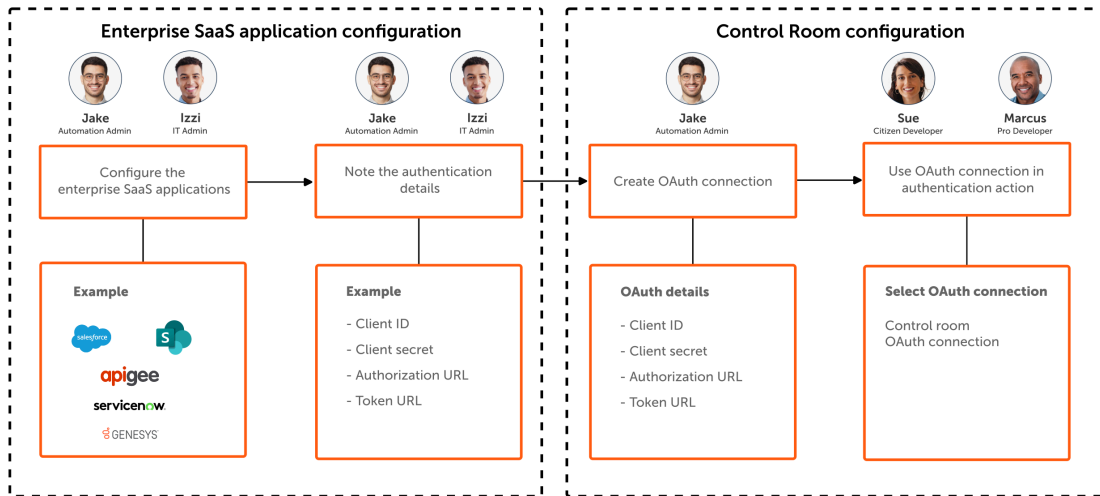 Enterprise SaaS application configuration
Jake
Automation Admin
Izzi
IT Admin
Jake
Automation Admin
Izzi
IT Admin
Configure the
enterprise SaaS applications
Note the authentication
details
Example
salesforce
S
apigee
servicenow
GENESYS
Example
- Client ID
- Client secret
- Authorization URL
- Token URL
Control Room configuration
Jake
Automation Admin
Sue
Citizen Developer
Marcus
Pro Developer
Create OAuth connection
Use OAuth connection in
authentication action
OAuth details
- Client ID
- Client secret
- Authorization URL
- Token URL
Select OAuth connection
Control room
OAuth connection